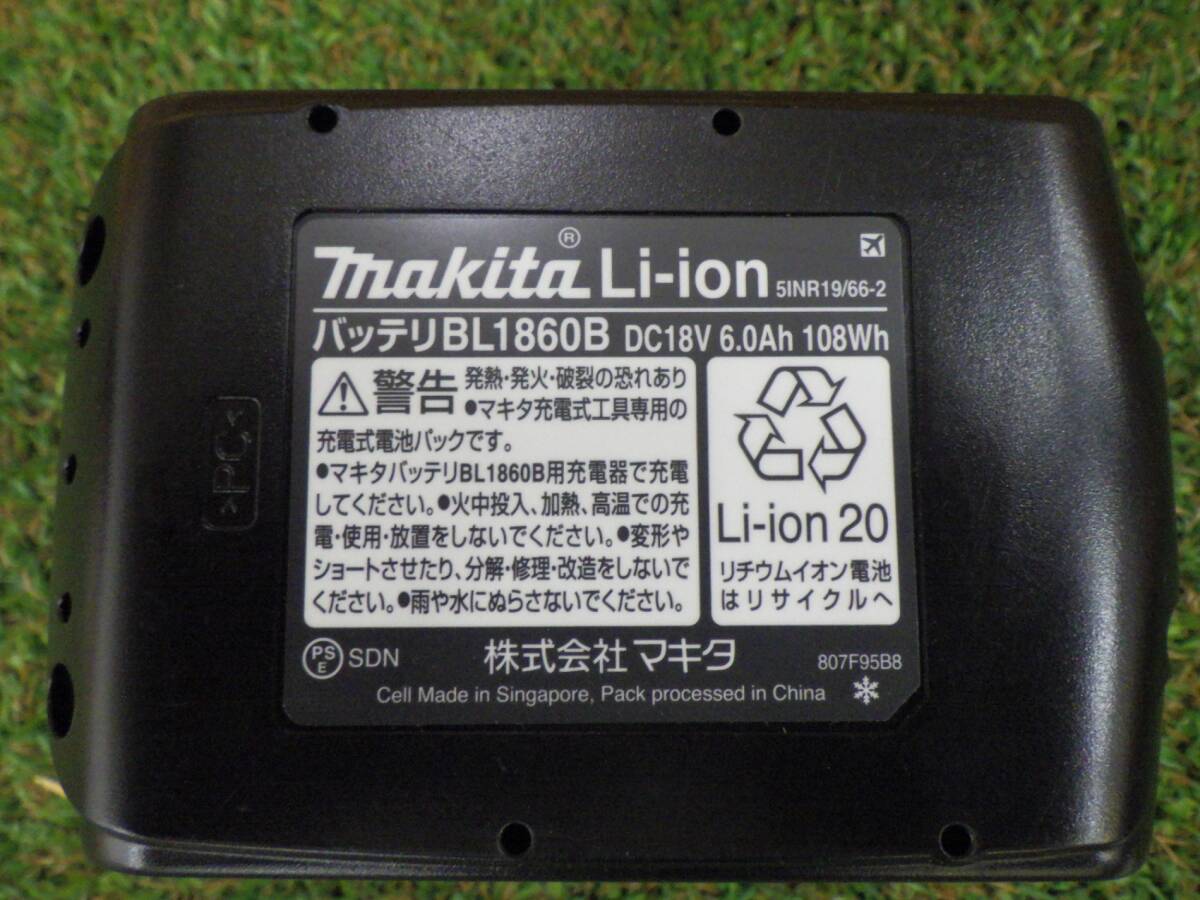 makita® Li-ion 5INR19/66-2
バッテリBL1860B DC18V 6.0Ah 108Wh
警告 発熱・発火・破裂の恐れあり
●マキタ充電式工具専用の
充電式電池パックです。
●マキタバッテリBL1860B用充電器で充電
してください。●火中投入、加熱、高温での充
電・使用・放置をしないでください。●変形や
ショートさせたり、分解・修理・改造をしないで
ください。●雨や水にぬらさないでください。
Li-ion 20
リチウムイオン電池
はリサイクルへ
PS
E
SDN 株式会社マキタ 807F95B8
Cell Made in Singapore, Pack processed in China
>PC<